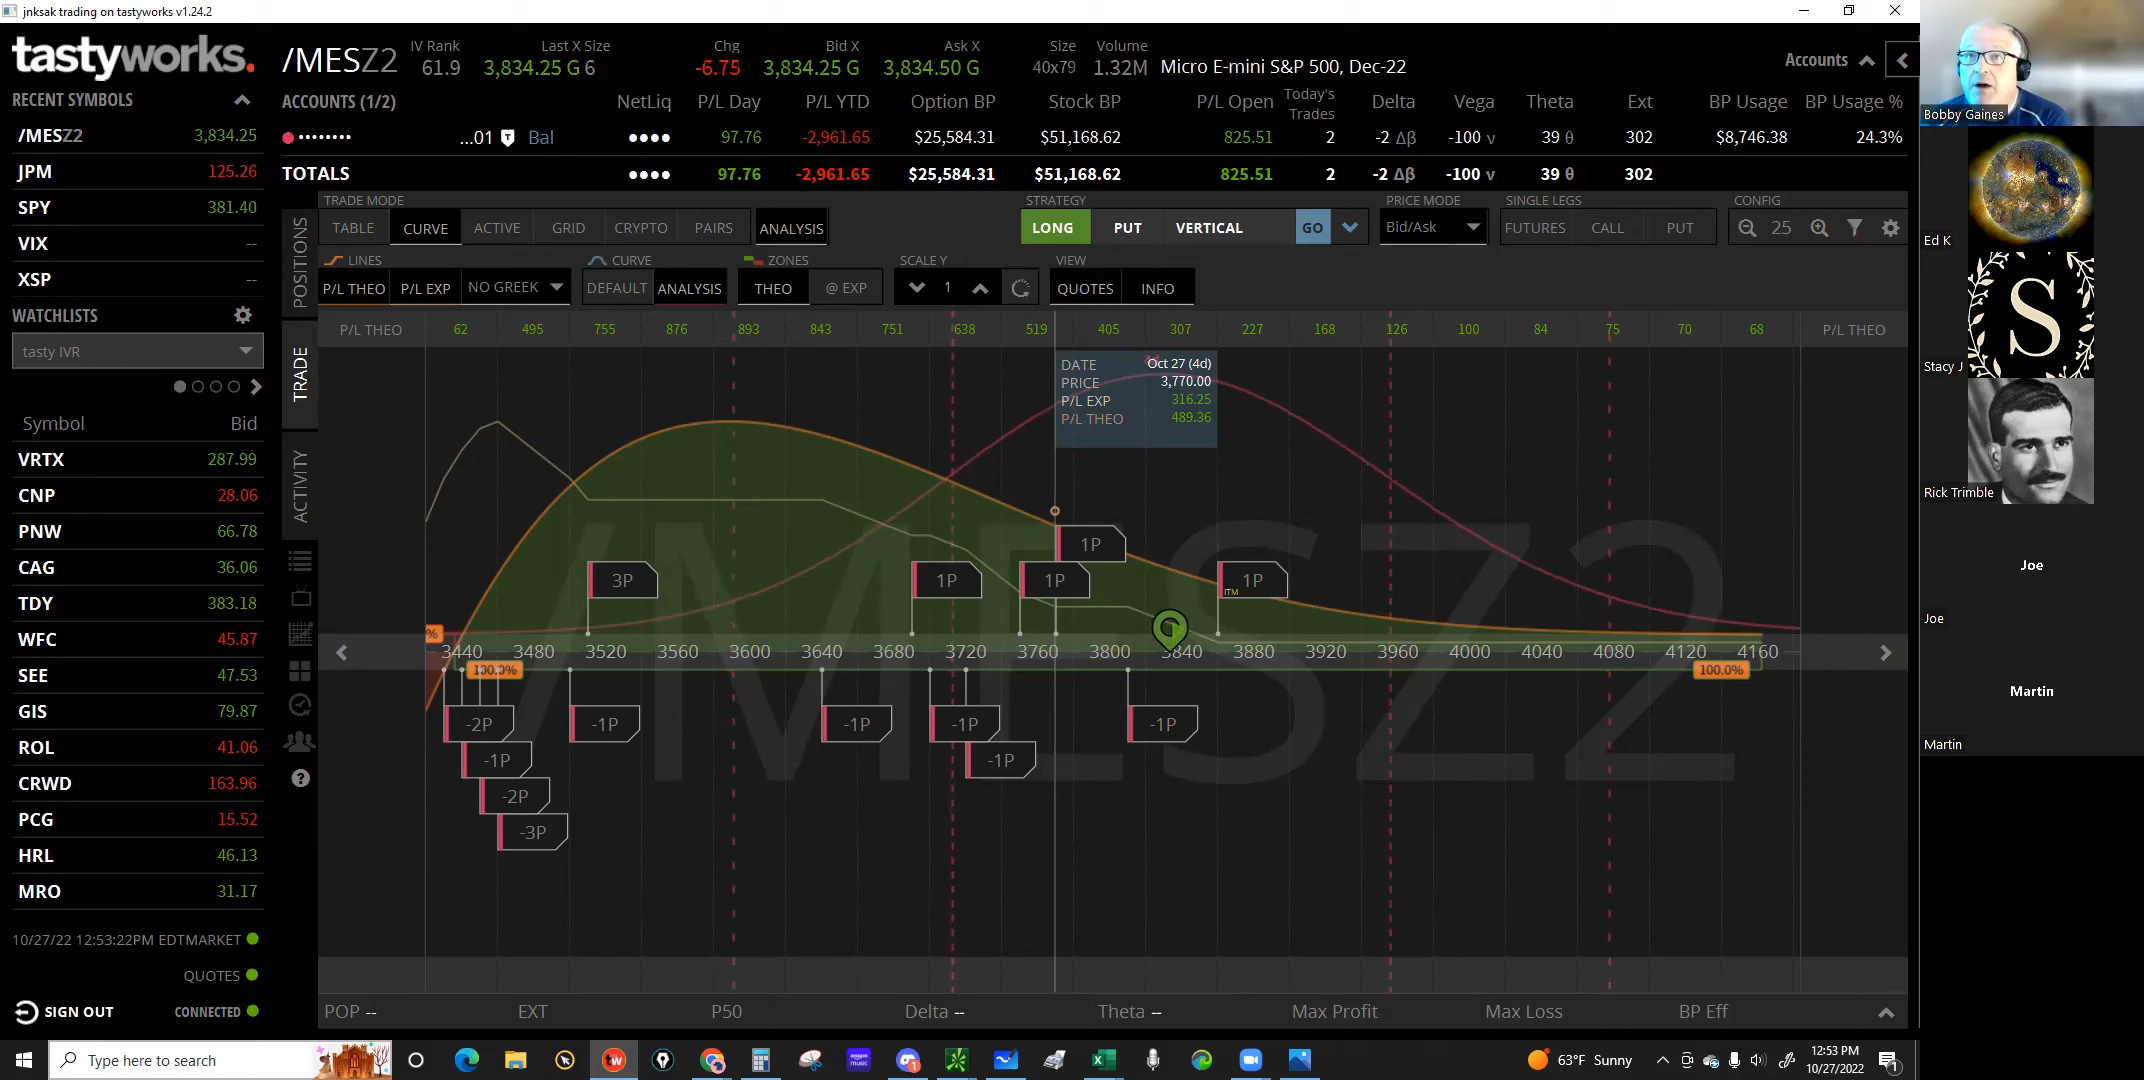 jnksak trading on tastyworks v1.24.2
tastyworks.
/MESZ2
IV Rank
61.9
Last X Size
3,834.25 G 6
Chg
-6.75
Bid X
3,834.25 G
Ask X
3,834.50 G
Size
40x79
Volume
1.32M
Micro E-mini S&P 500, Dec-22
Accounts
RECENT SYMBOLS
/MESZ2 3,834.25
JPM 125.26
SPY 381.40
VIX --
XSP --
WATCHLISTS
tasty IVR
Symbol Bid
VRTX 287.99
CNP 28.06
PNW 66.78
CAG 36.06
TDY 383.18
WFC 45.87
SEE 47.53
GIS 79.87
ROL 41.06
CRWD 163.96
PCG 15.52
HRL 46.13
MRO 31.17
10/27/22 12:53:22PM EDT MARKET
QUOTES
SIGN OUT CONNECTED
ACCOUNTS (1/2) NetLiq P/L Day P/L YTD Option BP Stock BP P/L Open Today's Trades Delta Vega Theta Ext BP Usage BP Usage %
...01 T Bal 97.76 -2,961.65 $25,584.31 $51,168.62 825.51 2 -2 Δβ -100 ν 39 θ 302 $8,746.38 24.3%
TOTALS 97.76 -2,961.65 $25,584.31 $51,168.62 825.51 2 -2 Δβ -100 ν 39 θ 302
POSITIONS
TRADE
ACTIVITY
TRADE MODE STRATEGY PRICE MODE SINGLE LEGS CONFIG
TABLE CURVE ACTIVE GRID CRYPTO PAIRS ANALYSIS LONG PUT VERTICAL GO Bid/Ask FUTURES CALL PUT 25
LINES CURVE ZONES SCALE Y VIEW
P/L THEO P/L EXP NO GREEK DEFAULT ANALYSIS THEO @ EXP 1 QUOTES INFO
P/L THEO 62 495 755 876 893 843 751 638 519 405 307 227 168 126 100 84 75 70 68 P/L THEO
DATE Oct 27 (4d)
PRICE 3,770.00
P/L EXP 316.25
P/L THEO 489.36
1P
3P 1P 1P 1P
ITM
%
3440 3480 3520 3560 3600 3640 3680 3720 3760 3800 3840 3880 3920 3960 4000 4040 4080 4120 4160
100.0% 100.0%
/MESZ2
-2P -1P -1P -1P -1P
-1P -1P
-2P
-3P
POP -- EXT P50 Delta -- Theta -- Max Profit Max Loss BP Eff
Bobby Gaines
Ed K
S
Stacy J
Rick Trimble
Joe
Joe
Martin
Martin
Type here to search
63°F Sunny
12:53 PM
10/27/2022